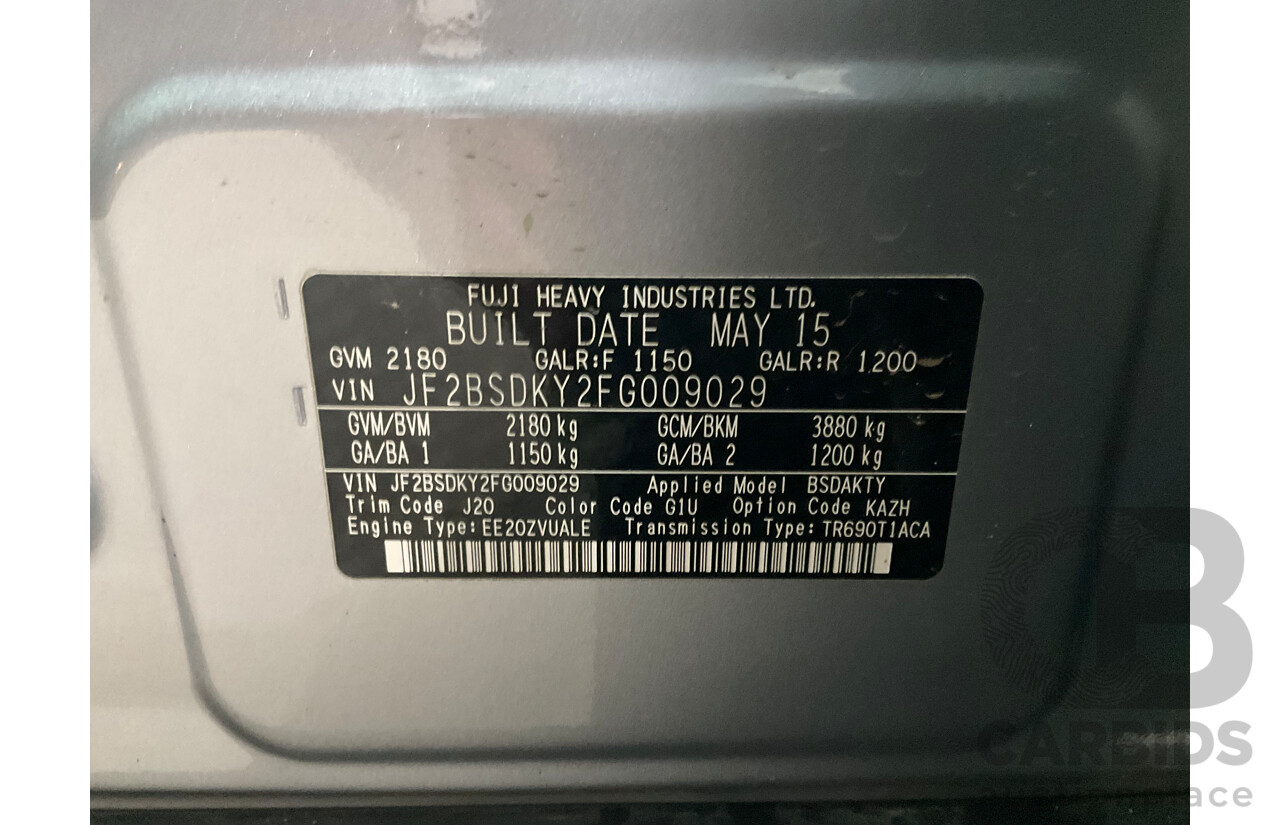 FUJI HEAVY INDUSTRIES LTD.
BUILT DATE MAY 15
GVM 2180 GALR:F 1150 GALR:R 1200
VIN JF2BSDKY2FG009029
GVM/BVM 2180 kg GCM/BKM 3880 kg
GA/BA 1 1150 kg GA/BA 2 1200 kg
VIN JF2BSDKY2FG009029 Applied Model BSDAKTY
Trim Code J20 Color Code G1U Option Code KAZH
Engine Type: EE20ZVUALE Transmission Type: TR690T1ACA
CB
CARBIDS
marketplace